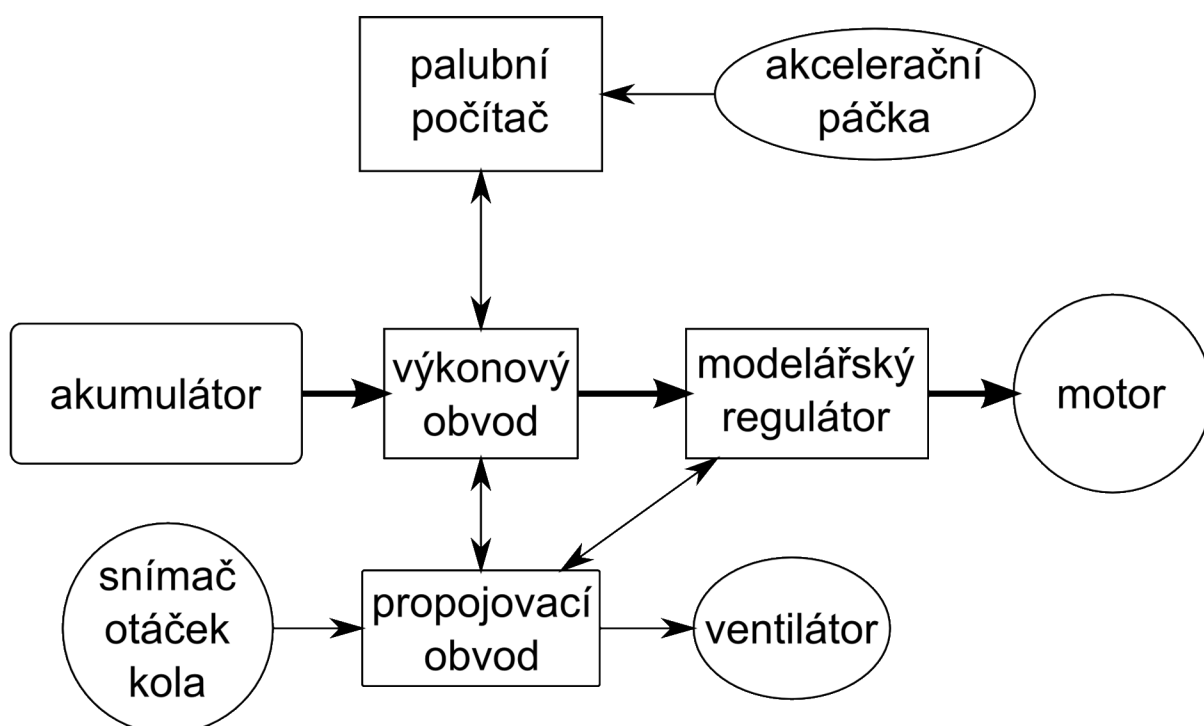 palubní
počítač
akcelerační
páčka
akumulátor
výkonový
obvod
modelářský
regulátor
motor
snímač
otáček
kola
propojovací
obvod
ventilátor